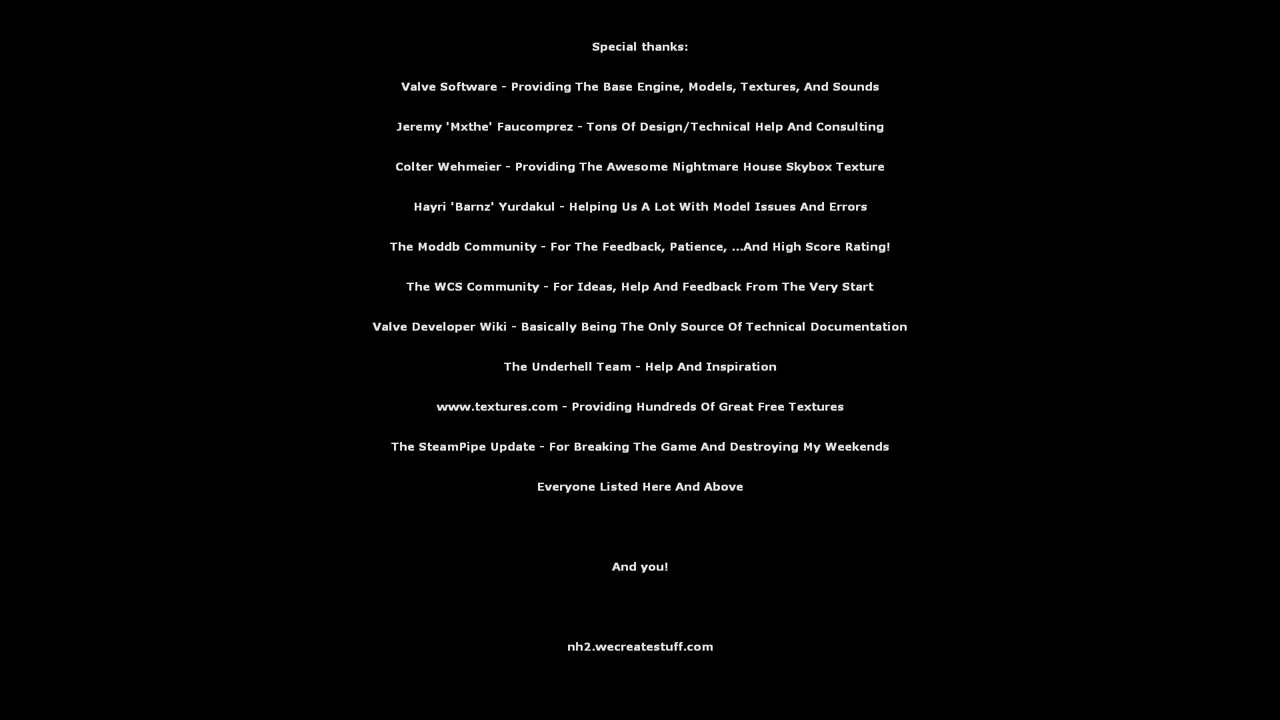 Special thanks:
Valve Software - Providing The Base Engine, Models, Textures, And Sounds
Jeremy 'Mxthe' Faucomprez - Tons Of Design/Technical Help And Consulting
Colter Wehmeier - Providing The Awesome Nightmare House Skybox Texture
Hayri 'Barnz' Yurdakul - Helping Us A Lot With Model Issues And Errors
The Moddb Community - For The Feedback, Patience, ...And High Score Rating!
The WCS Community - For Ideas, Help And Feedback From The Very Start
Valve Developer Wiki - Basically Being The Only Source Of Technical Documentation
The Underhell Team - Help And Inspiration
www.textures.com - Providing Hundreds Of Great Free Textures
The SteamPipe Update - For Breaking The Game And Destroying My Weekends
Everyone Listed Here And Above
And you!
nh2.wecreatestuff.com